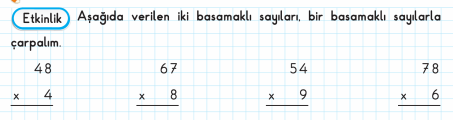 Etkinlik Aşağıda verilen iki basamaklı sayıları, bir basamaklı sayılarla
çarpalım.
48 67 54 78
x 4 x 8 x 9 x 6